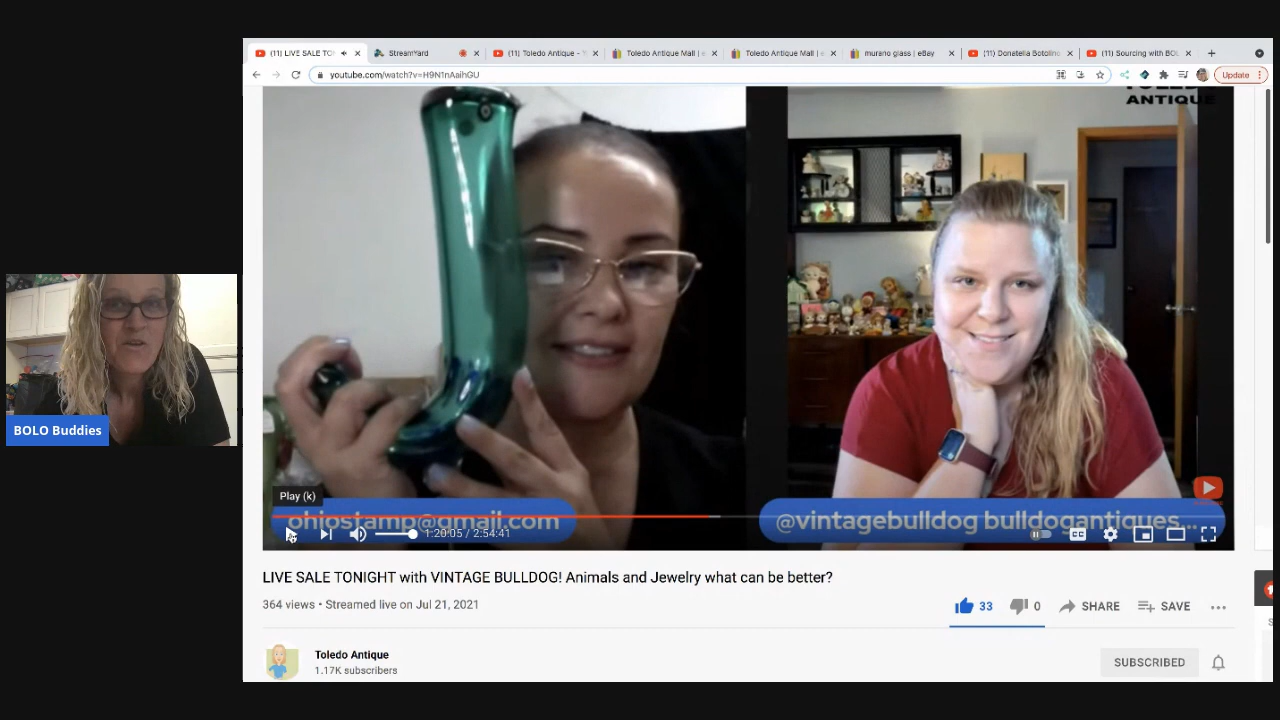 (11) LIVE SALE TO
StreamYard
(11) Toledo Antique -
Toledo Antique Mall |
Toledo Antique Mall |
murano glass | eBay
(11) Donatella Botolino
(11) Sourcing with BOL
youtube.com/watch?v=H9N1nAaihGU
Update
ANTIQUE
BOLO Buddies
Play (k)
ohiostamp@gmail.com
@vintagebulldog bulldogantiques...
1:20:05 / 2:54:41
CC
LIVE SALE TONIGHT with VINTAGE BULLDOG! Animals and Jewelry what can be better?
364 views • Streamed live on Jul 21, 2021
33
0
SHARE
SAVE
Toledo Antique
1.17K subscribers
SUBSCRIBED